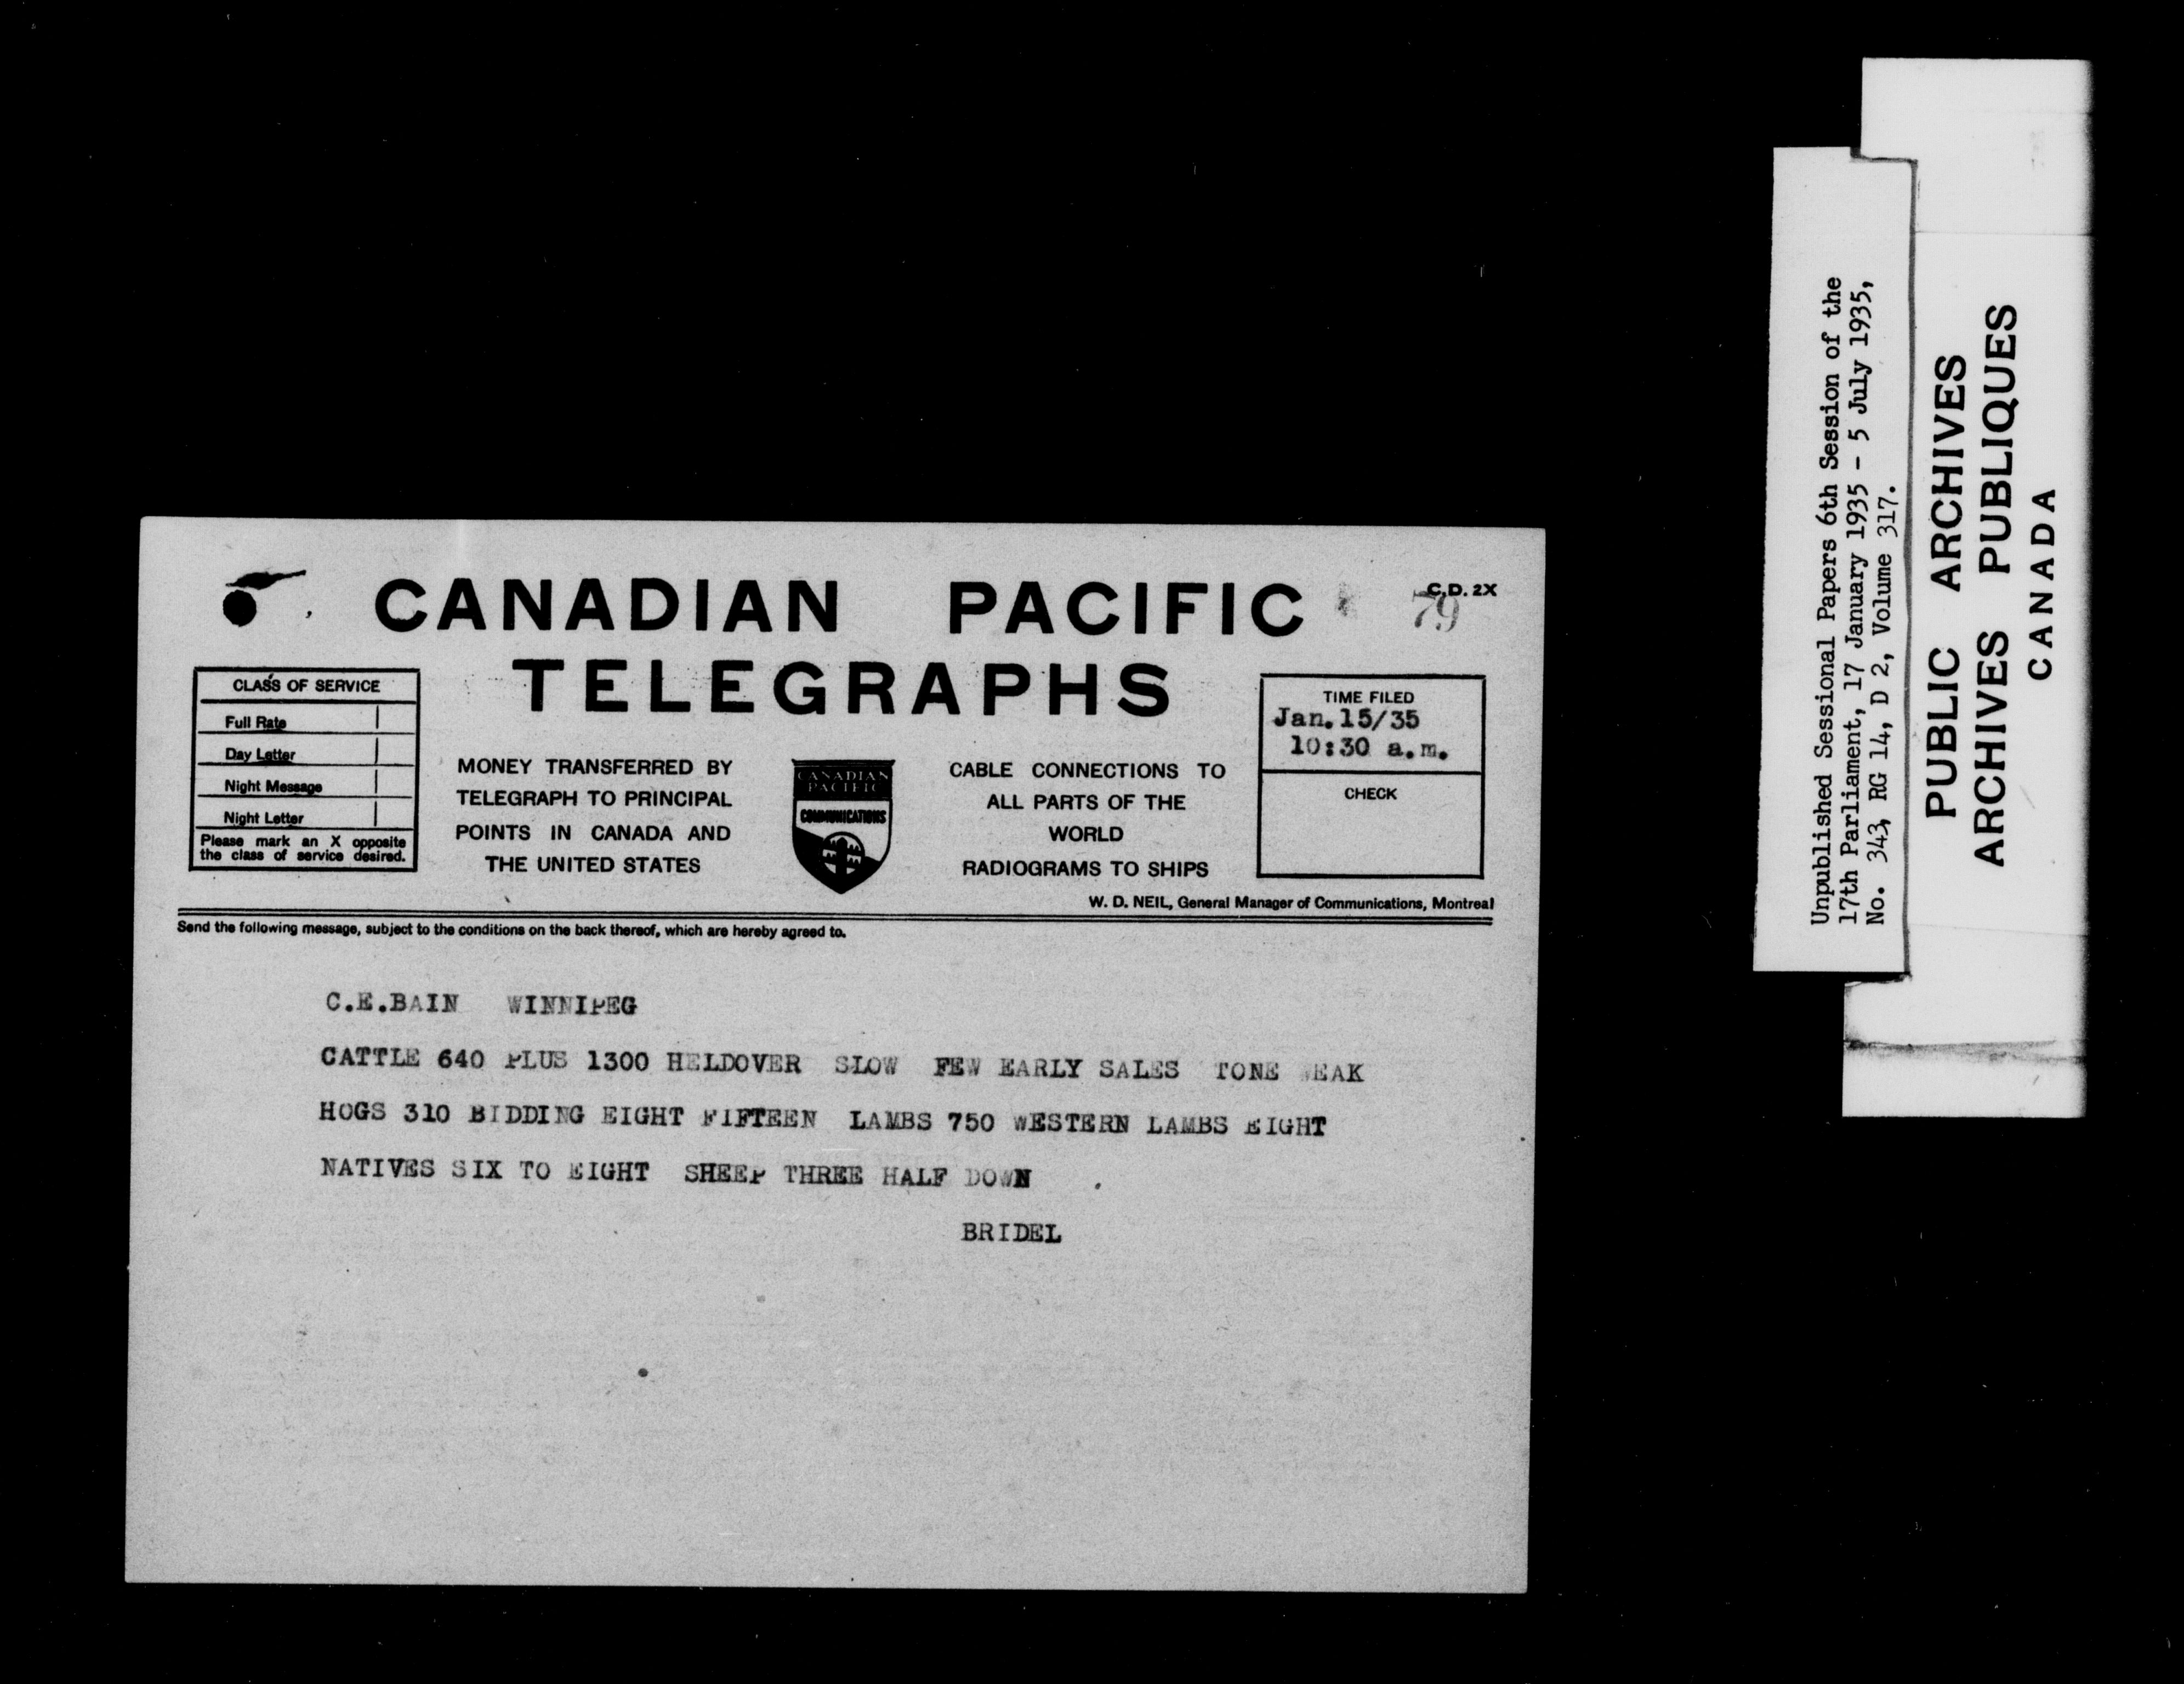 CANADIAN PACIFIC
TELEGRAPHS
C.D. 2X
79
CLASS OF SERVICE
Full Rate
Day Letter
Night Message
Night Letter
Please mark an X opposite
the class of service desired.
MONEY TRANSFERRED BY
TELEGRAPH TO PRINCIPAL
POINTS IN CANADA AND
THE UNITED STATES
CANADIAN
PACIFIC
COMMUNICATIONS
CABLE CONNECTIONS TO
ALL PARTS OF THE
WORLD
RADIOGRAMS TO SHIPS
TIME FILED
Jan.15/35
10:30 a.m.
CHECK
W. D. NEIL, General Manager of Communications, Montreal
Send the following message, subject to the conditions on the back thereof, which are hereby agreed to.
C.E.BAIN WINNIPEG
CATTLE 640 PLUS 1300 HELDOVER SLOW FEW EARLY SALES TONE WEAK
HOGS 310 BIDDING EIGHT FIFTEEN LAMBS 750 WESTERN LAMBS EIGHT
NATIVES SIX TO EIGHT SHEEP THREE HALF DOWN .
BRIDEL
Unpublished Sessional Papers 6th Session of the
17th Parliament, 17 January 1935 - 5 July 1935,
No. 343, RG 14, D 2, Volume 317.
PUBLIC ARCHIVES
ARCHIVES PUBLIQUES
CANADA